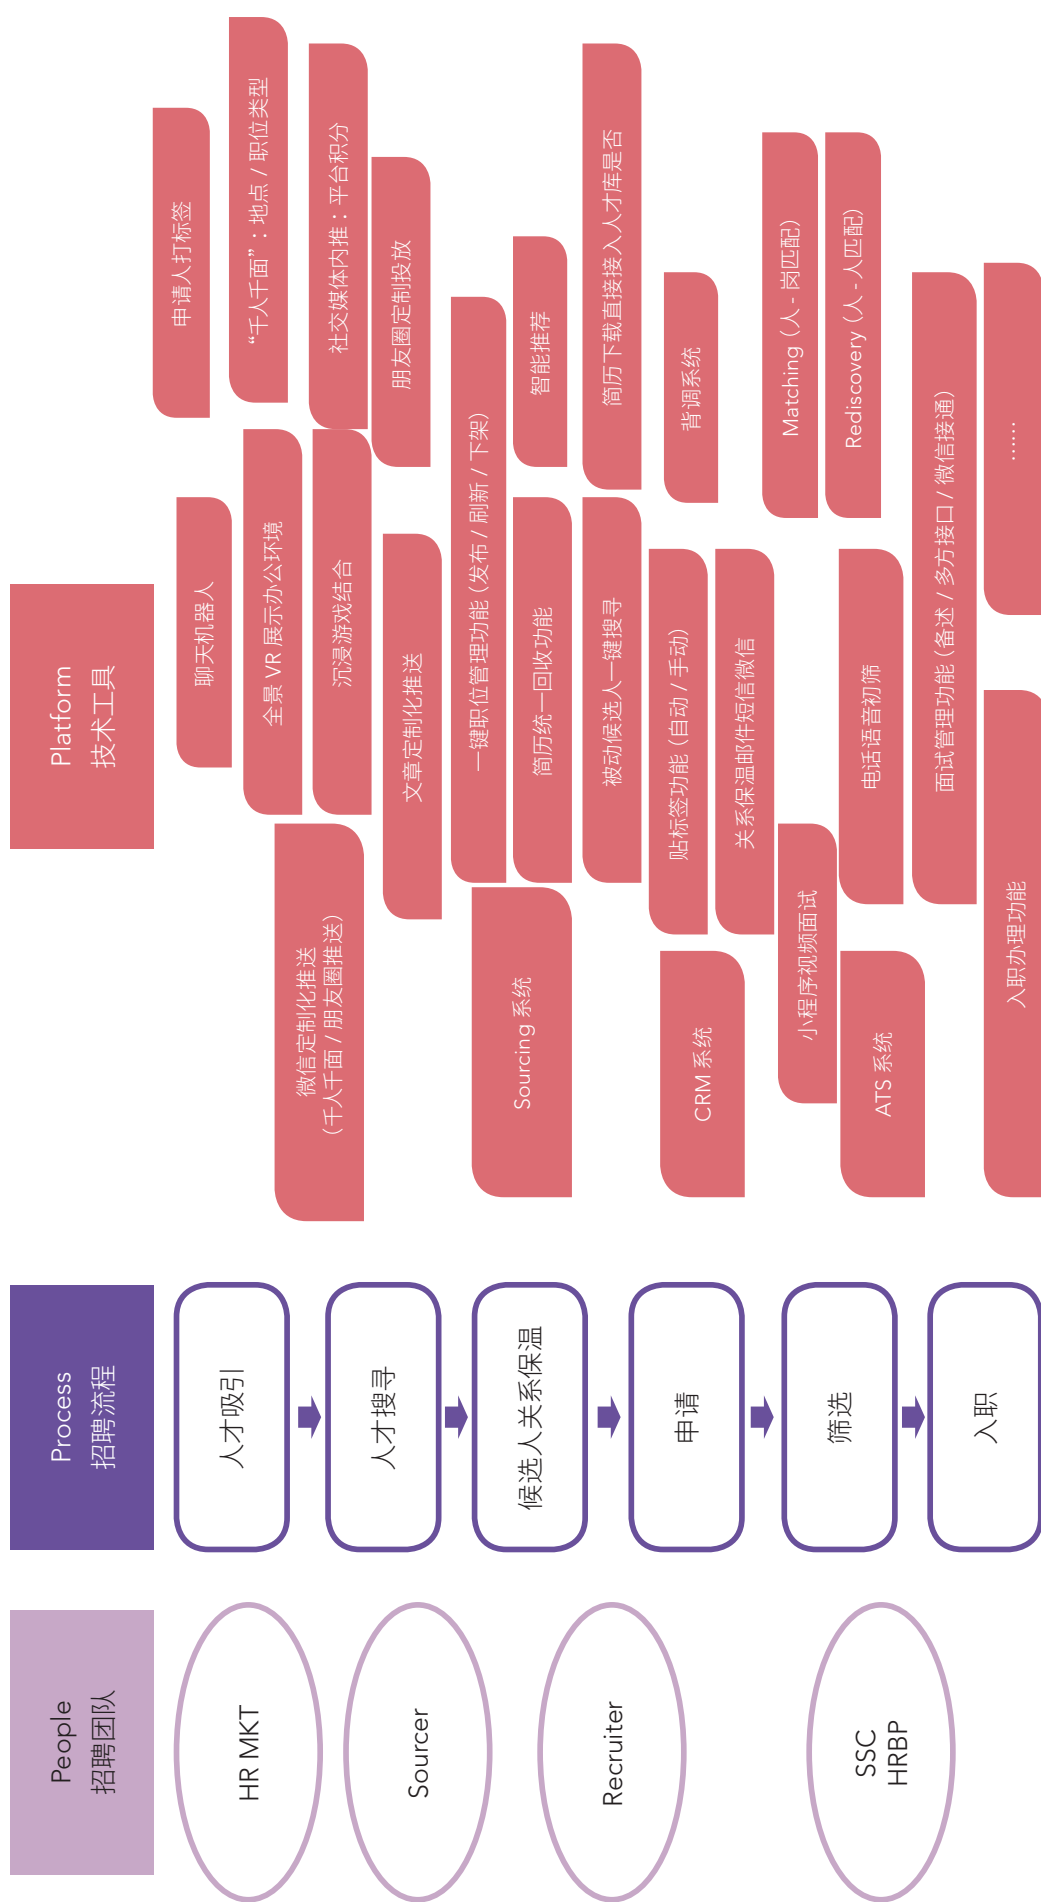 People
招聘团队
HR MKT
Sourcer
Recruiter
SSC
HRBP
Process
招聘流程
人才吸引
人才搜寻
候选人关系保温
申请
筛选
入职
Platform
技术工具
申请人打标签
聊天机器人
“千人千面”：地点 / 职位类型
全景 VR 展示办公环境
微信定制化推送
（千人千面 / 朋友圈推送）
社交媒体内推：平台积分
沉浸游戏结合
朋友圈定制投放
文章定制化推送
一键职位管理功能（发布 / 刷新 / 下架）
Sourcing 系统
智能推荐
简历统一回收功能
简历下载直接接入人才库是否
被动候选人一键搜寻
背调系统
贴标签功能（自动 / 手动）
CRM 系统
关系保温邮件短信微信
Matching（人 - 岗匹配）
小程序视频面试
Rediscovery（人 - 人匹配）
电话语音初筛
ATS 系统
面试管理功能（备述 / 多方接口 / 微信接通）
……
入职办理功能